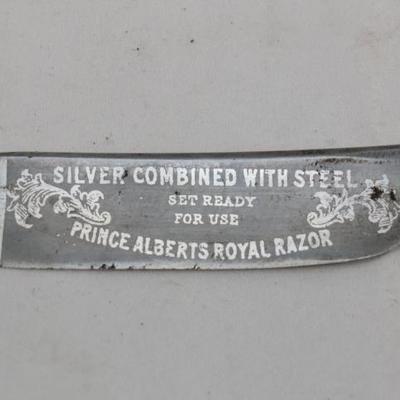 SILVER COMBINED WITH STEEL
SET READY
FOR USE
PRINCE ALBERTS ROYAL RAZOR